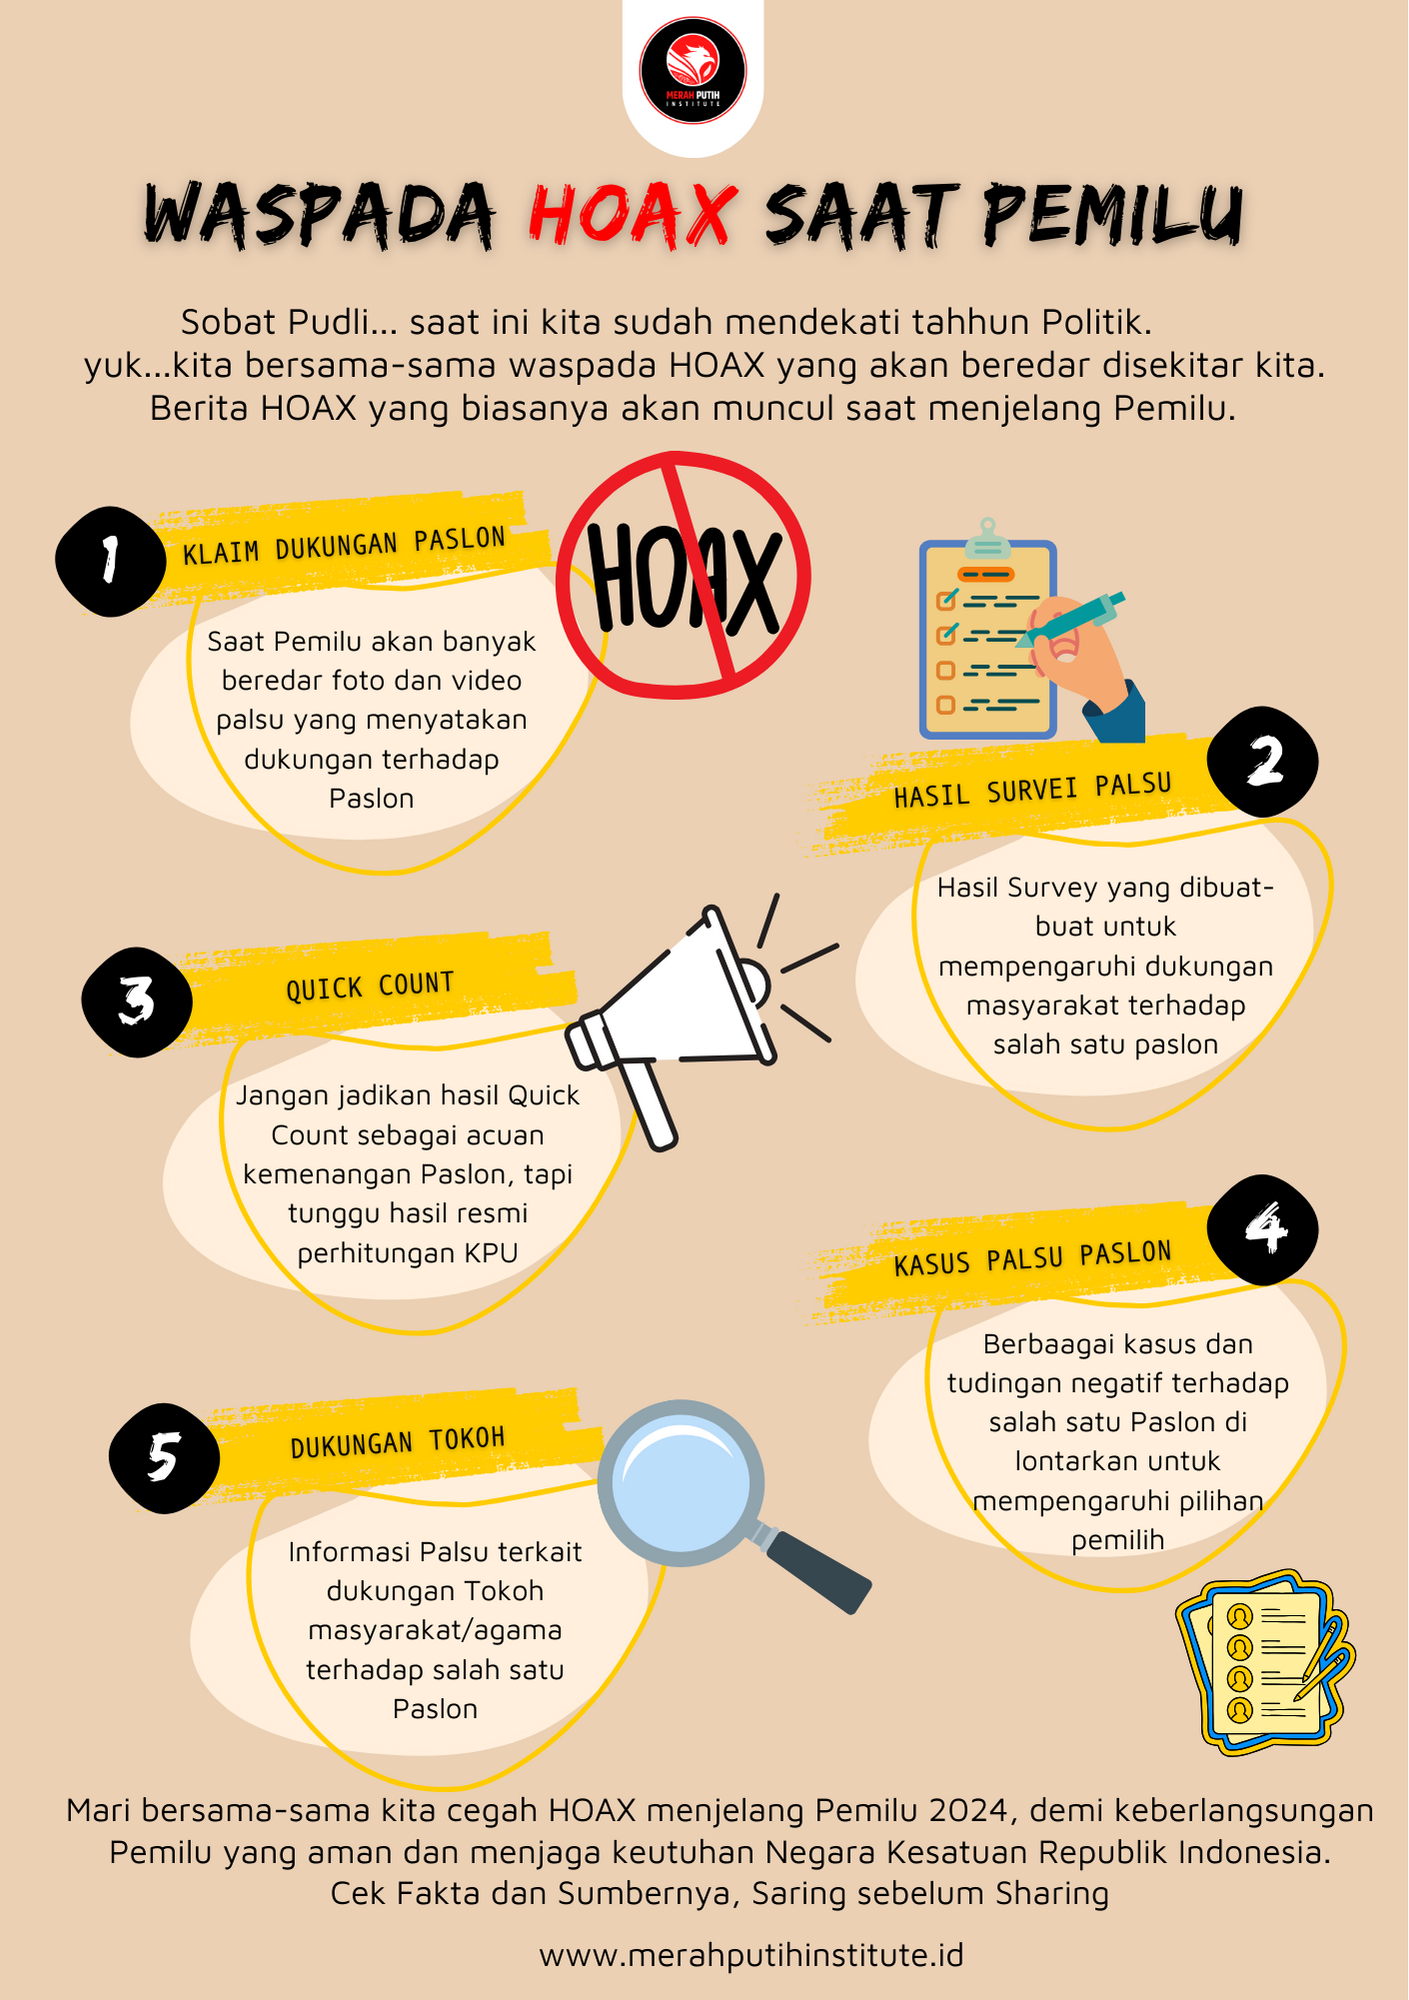 MERAH PUTIH
INSTITUTE
WASPADA HOAX SAAT PEMILU
Sobat Pudli... saat ini kita sudah mendekati tahhun Politik.
yuk...kita bersama-sama waspada HOAX yang akan beredar disekitar kita.
Berita HOAX yang biasanya akan muncul saat menjelang Pemilu.
1
KLAIM DUKUNGAN PASLON
Saat Pemilu akan banyak
beredar foto dan video
palsu yang menyatakan
dukungan terhadap
Paslon
HOAX
2
HASIL SURVEI PALSU
Hasil Survey yang dibuat-
buat untuk
mempengaruhi dukungan
masyarakat terhadap
salah satu paslon
3
QUICK COUNT
Jangan jadikan hasil Quick
Count sebagai acuan
kemenangan Paslon, tapi
tunggu hasil resmi
perhitungan KPU
4
KASUS PALSU PASLON
Berbaagai kasus dan
tudingan negatif terhadap
salah satu Paslon di
lontarkan untuk
mempengaruhi pilihan
pemilih
5
DUKUNGAN TOKOH
Informasi Palsu terkait
dukungan Tokoh
masyarakat/agama
terhadap salah satu
Paslon
Mari bersama-sama kita cegah HOAX menjelang Pemilu 2024, demi keberlangsungan
Pemilu yang aman dan menjaga keutuhan Negara Kesatuan Republik Indonesia.
Cek Fakta dan Sumbernya, Saring sebelum Sharing
www.merahputihinstitute.id